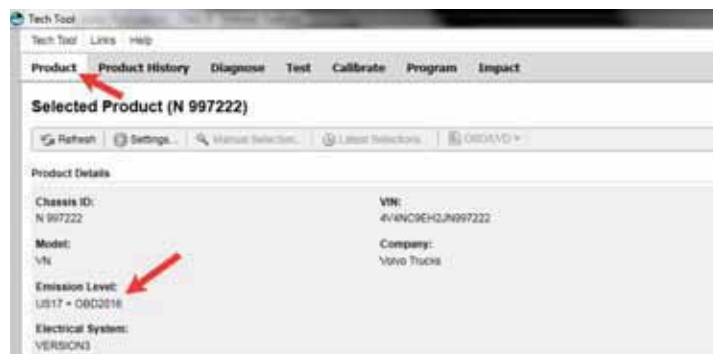 Tech Tool
Tech Tool Links Help
Product Product History Diagnose Test Calibrate Program Impact
Selected Product (N 997222)
Refresh Settings... Manual Selection... Latest Selections OBD/LVD
Product Details
Chassis ID: VIN:
N 997222 4V4NC9EH2JN997222
Model: Company:
VN Volvo Trucks
Emission Level:
US17 + OBD2016
Electrical System:
VERSION3